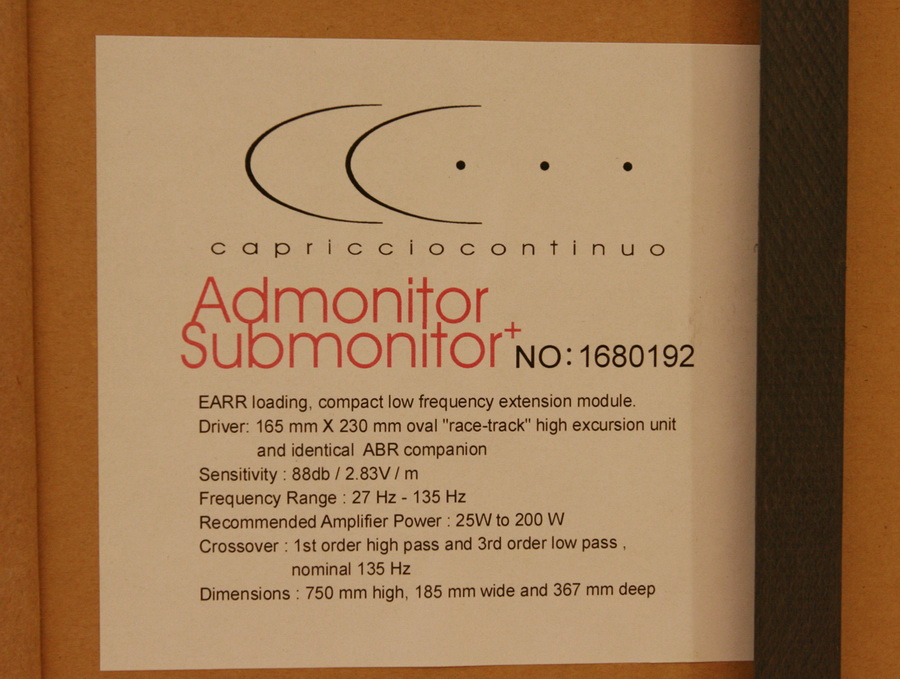 capricciocontinuo
Admonitor
Submonitor+ NO: 1680192
EARR loading, compact low frequency extension module.
Driver: 165 mm X 230 mm oval "race-track" high excursion unit
and identical ABR companion
Sensitivity : 88db / 2.83V / m
Frequency Range : 27 Hz - 135 Hz
Recommended Amplifier Power : 25W to 200 W
Crossover : 1st order high pass and 3rd order low pass ,
nominal 135 Hz
Dimensions : 750 mm high, 185 mm wide and 367 mm deep